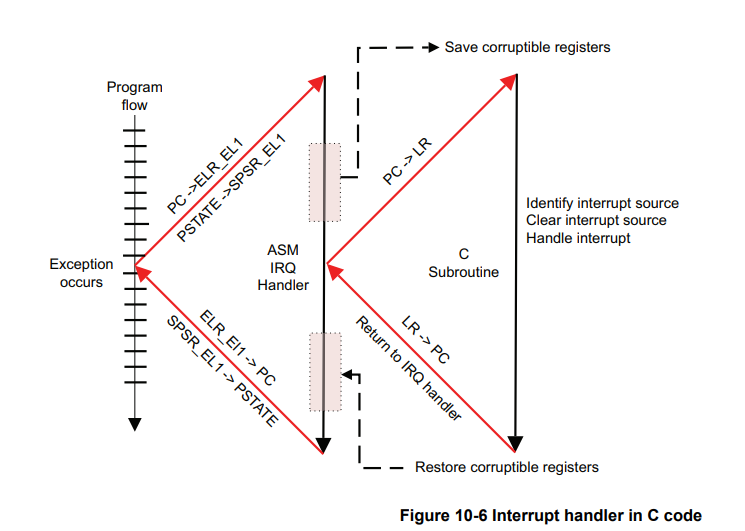 Save corruptible registers
Program
flow
PC ->ELR_EL1
PSTATE ->SPSR_EL1
PC -> LR
Identify interrupt source
Clear interrupt source
Handle interrupt
Exception
occurs
ASM
IRQ
Handler
C
Subroutine
ELR_El1 -> PC
SPSR_EL1 -> PSTATE
LR -> PC
Return to IRQ handler
Restore corruptible registers
Figure 10-6 Interrupt handler in C code